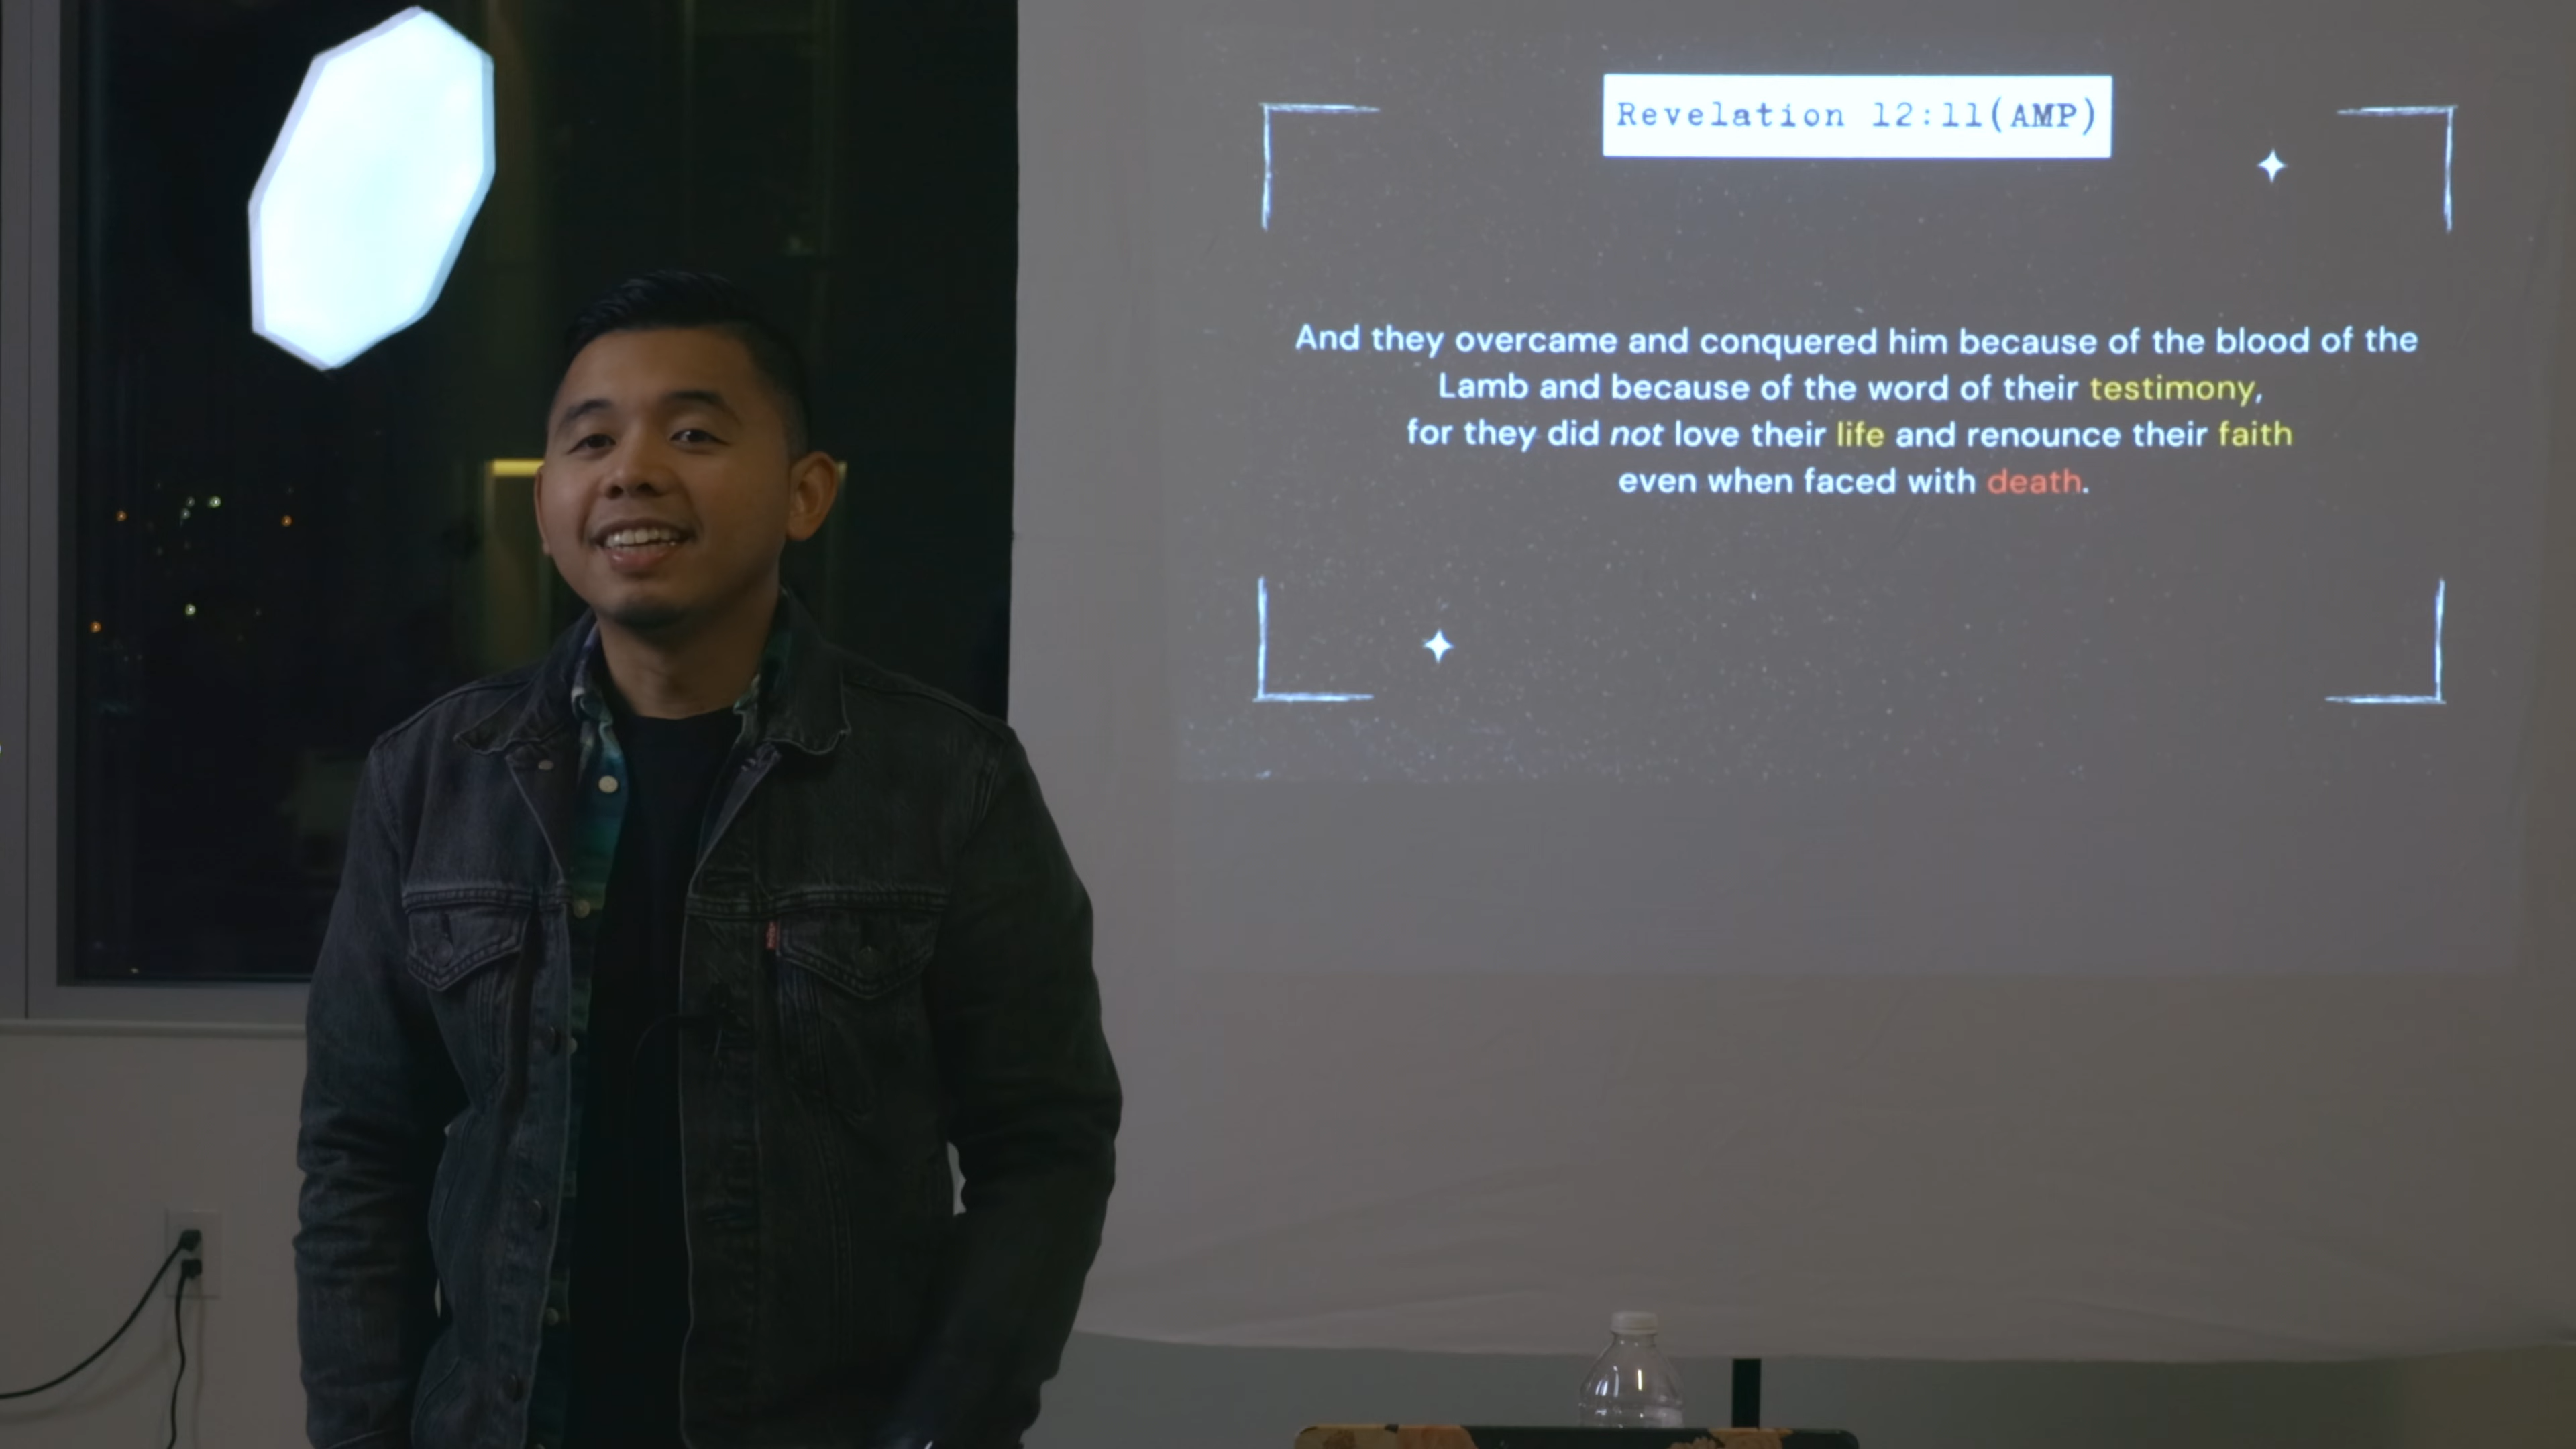 Revelation 12:11(AMP)
And they overcame and conquered him because of the blood of the
Lamb and because of the word of their testimony,
for they did not love their life and renounce their faith
even when faced with death.